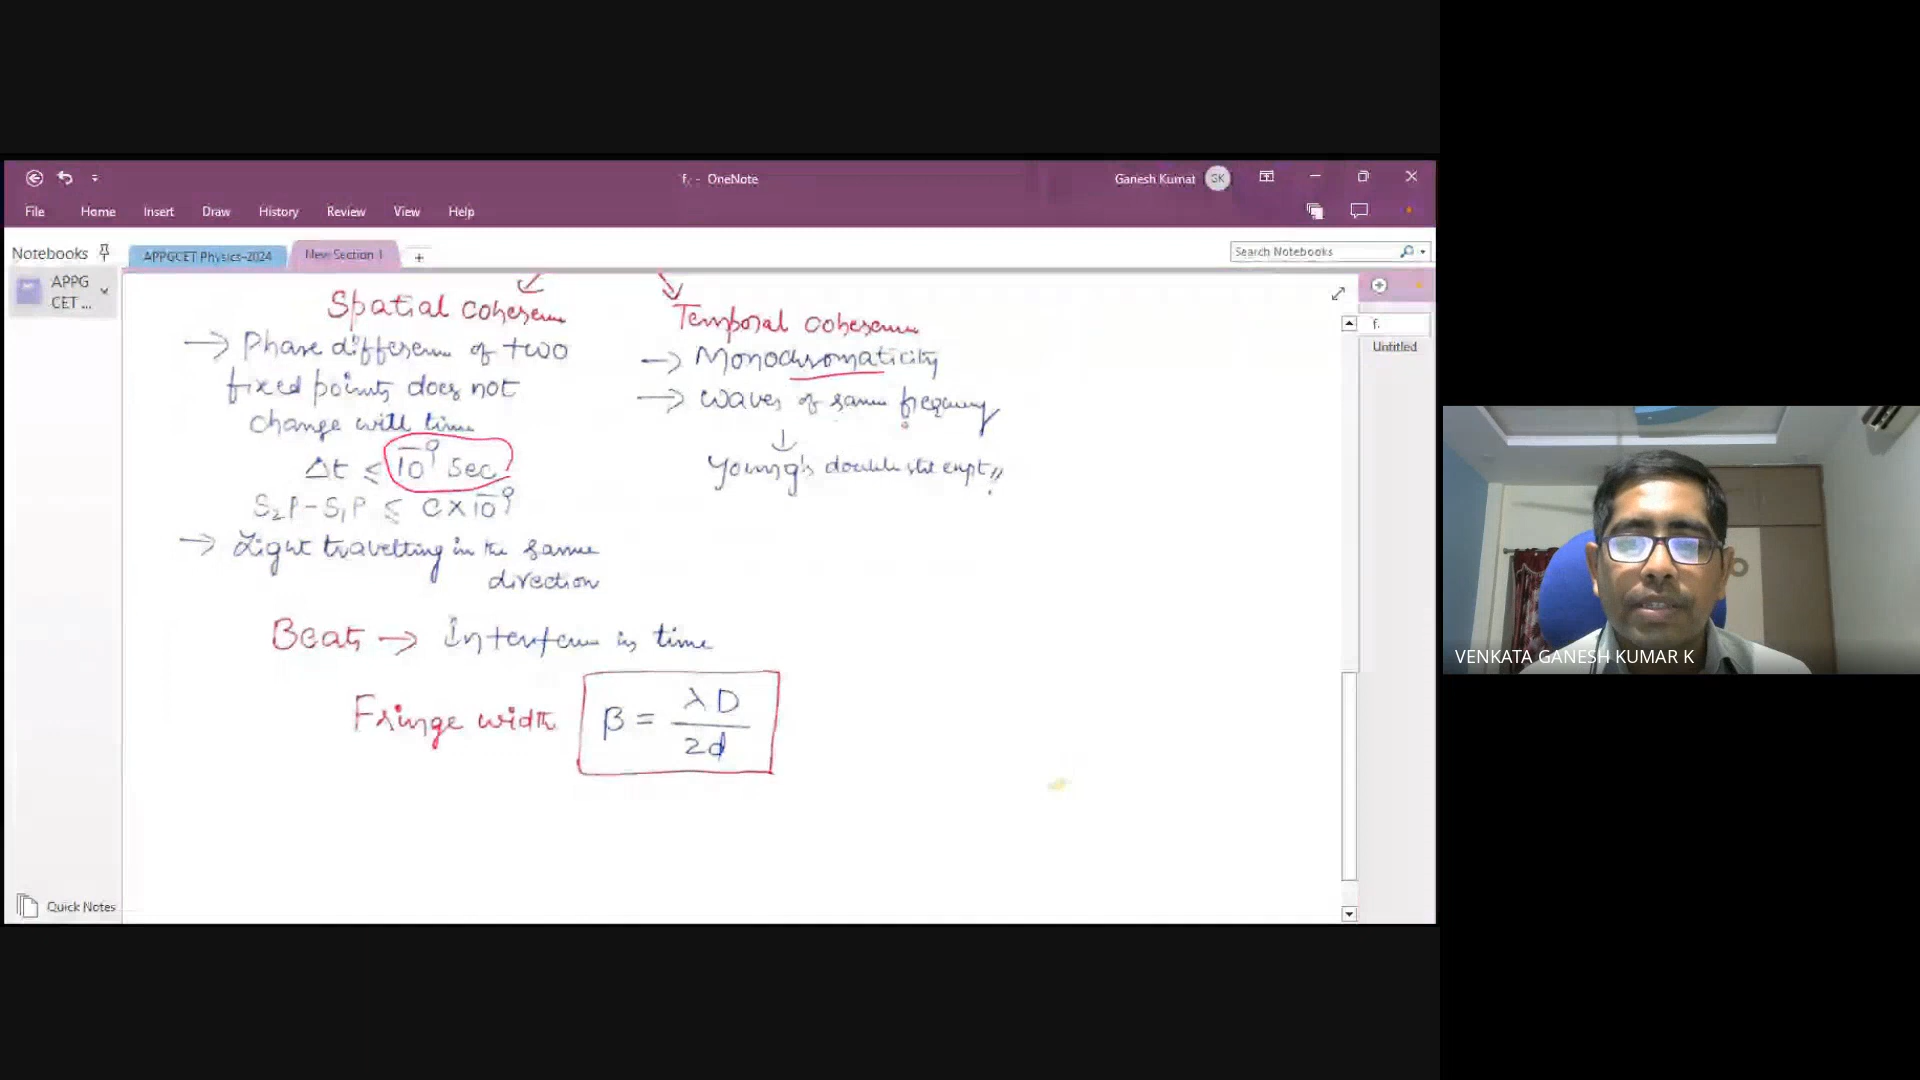 f. - OneNote
Ganesh Kumar GK
File Home Insert Draw History Review View Help
Notebooks APPGCET Physics-2024 New Section 1 + Search Notebooks
APPG
CET ...
f.
Untitled
Spatial coherence
→ Phase difference of two
fixed points does not
change with time
Δt ≤ 10⁻⁹ Sec
S₂P-S₁P ≤ C×10⁻⁹
→ Light travelting in the same
direction
Temporal coherence
→ Monochromaticity
→ Waves of same frequency
↓
Young's double slit expt //
Beats → Interference in time
Fringe width β = λD/2d
Quick Notes
VENKATA GANESH KUMAR K